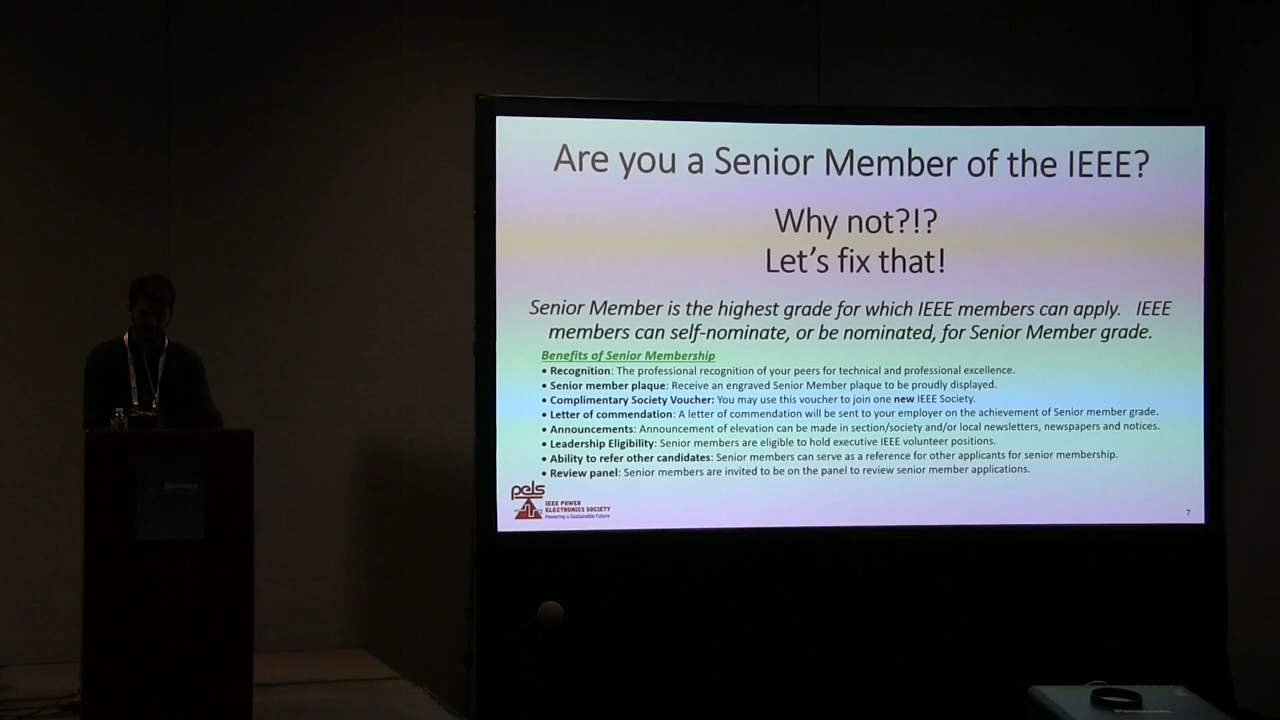 Are you a Senior Member of the IEEE?
Why not?!?
Let's fix that!
Senior Member is the highest grade for which IEEE members can apply. IEEE
members can self-nominate, or be nominated, for Senior Member grade.
Benefits of Senior Membership
• Recognition: The professional recognition of your peers for technical and professional excellence.
• Senior member plaque: Receive an engraved Senior Member plaque to be proudly displayed.
• Complimentary Society Voucher: You may use this voucher to join one new IEEE Society.
• Letter of commendation: A letter of commendation will be sent to your employer on the achievement of Senior member grade.
• Announcements: Announcement of elevation can be made in section/society and/or local newsletters, newspapers and notices.
• Leadership Eligibility: Senior members are eligible to hold executive IEEE volunteer positions.
• Ability to refer other candidates: Senior members can serve as a reference for other applicants for senior membership.
• Review panel: Senior members are invited to be on the panel to review senior member applications.
pels
IEEE POWER
ELECTRONICS SOCIETY
Powering a Sustainable Future
7